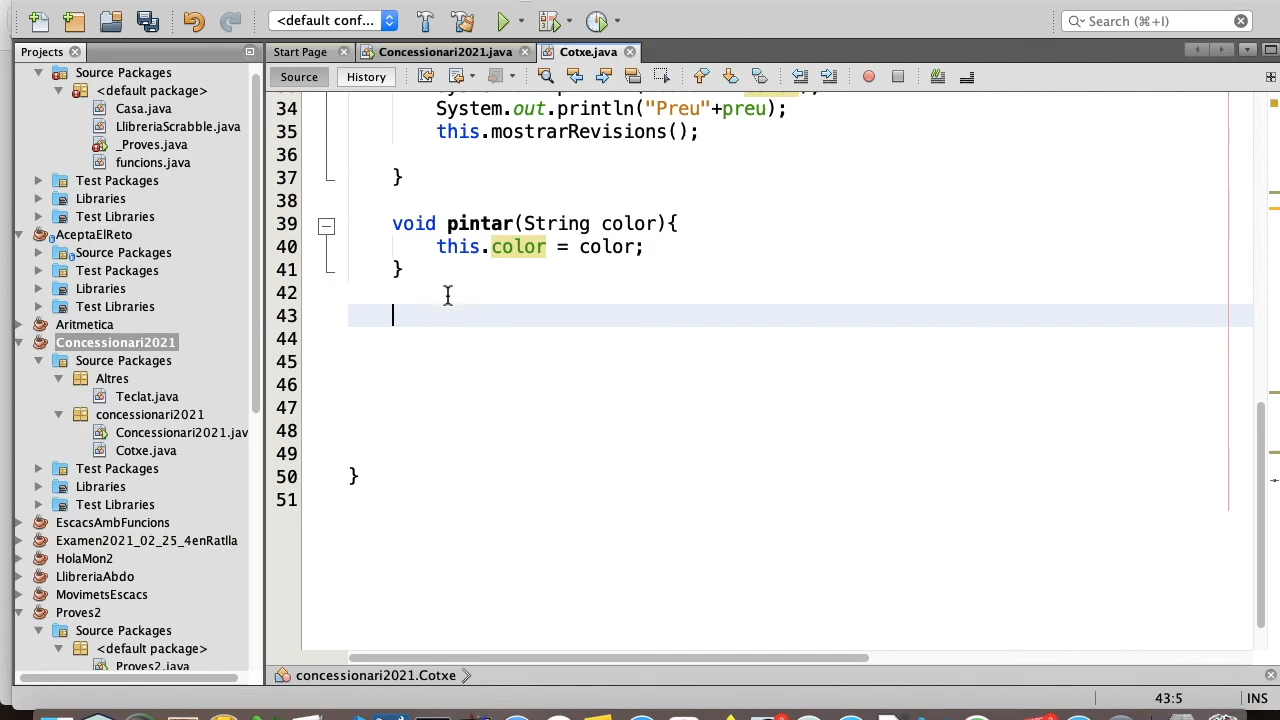 <default conf...
Search (⌘+I)
Projects
Start Page
Concessionari2021.java
Cotxe.java
Source
History
Source Packages
<default package>
Casa.java
LlibreriaScrabble.java
_Proves.java
funcions.java
Test Packages
Libraries
Test Libraries
AceptaElReto
Source Packages
Test Packages
Libraries
Test Libraries
Aritmetica
Concessionari2021
Source Packages
Altres
Teclat.java
concessionari2021
Concessionari2021.jav
Cotxe.java
Test Packages
Libraries
Test Libraries
EscacsAmbFuncions
Examen2021_02_25_4enRatlla
HolaMon2
LlibreriaAbdo
MovimetsEscacs
Proves2
Source Packages
<default package>
Proves2.java
34 System.out.println("Preu"+preu);
35 this.mostrarRevisions();
36
37 }
38
39 void pintar(String color){
40 this.color = color;
41 }
42
43
44
45
46
47
48
49
50 }
51
concessionari2021.Cotxe
43:5
INS